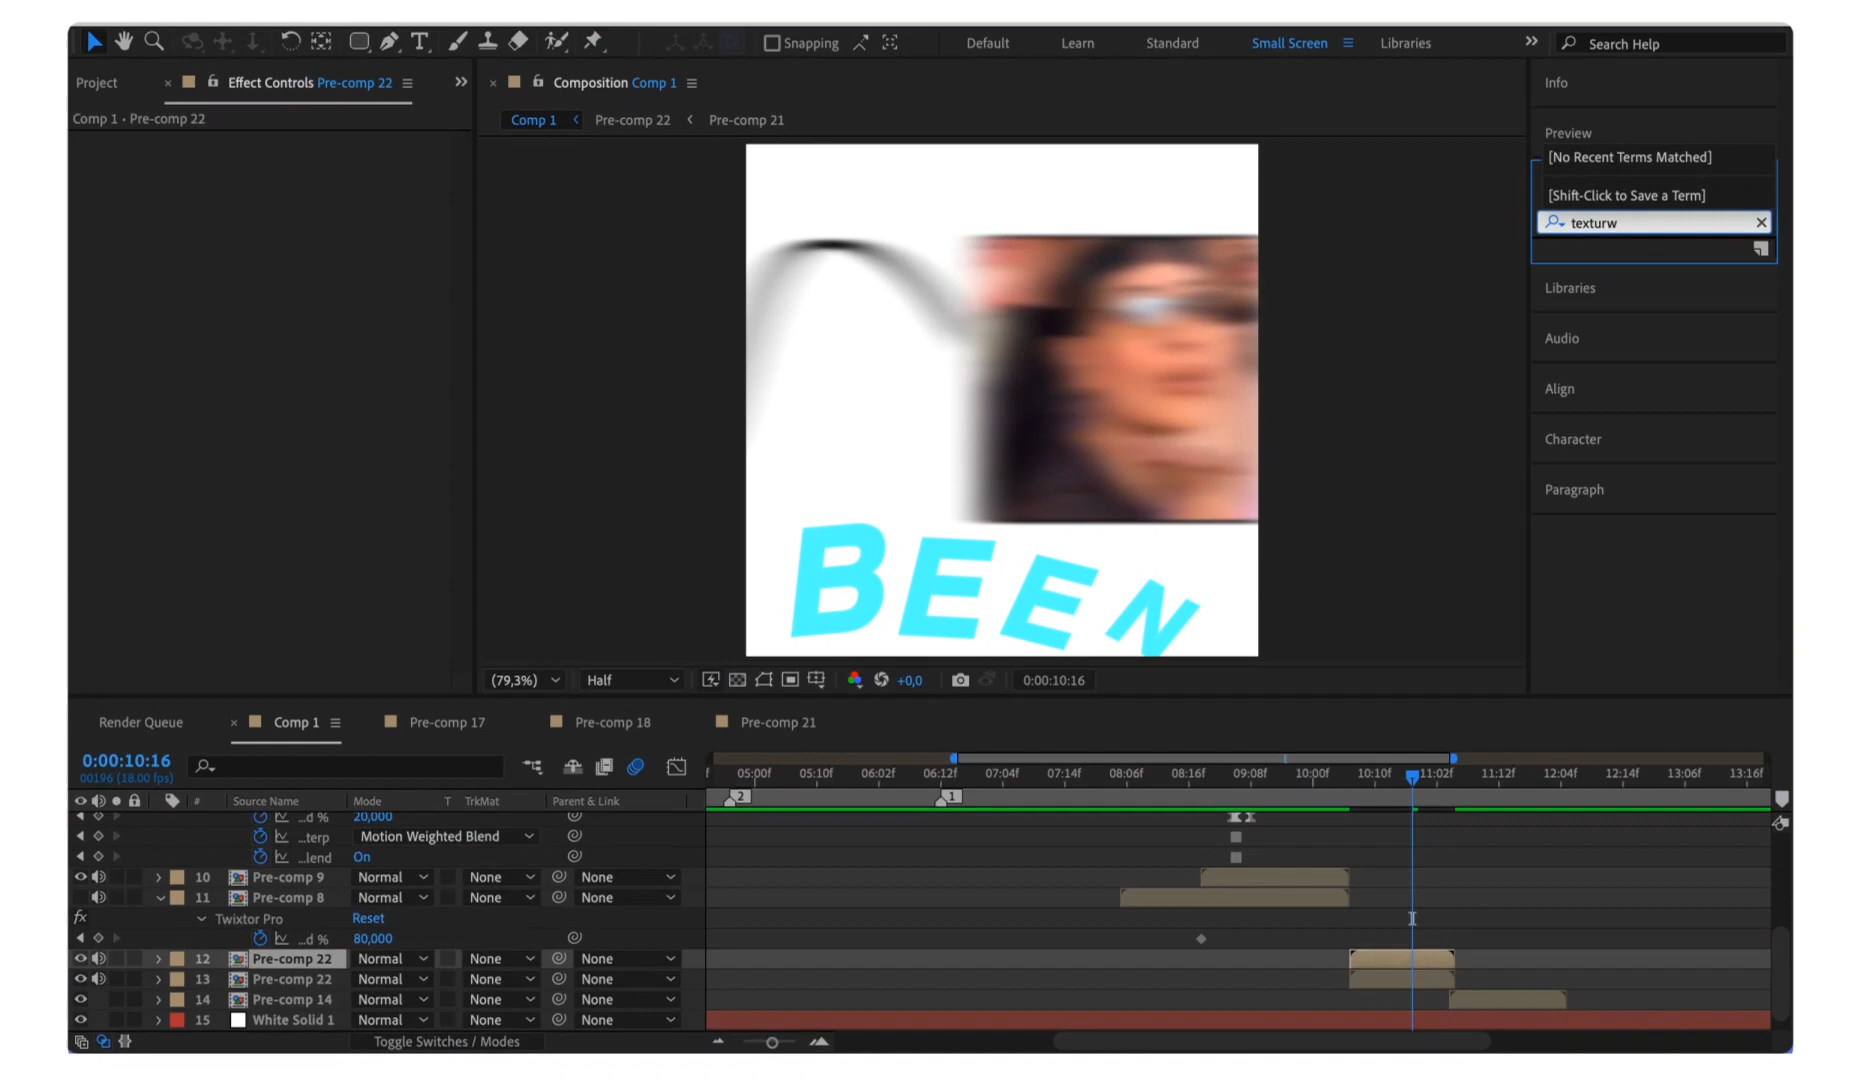 Snapping
Default
Learn
Standard
Small Screen
Libraries
Search Help
Project
Effect Controls Pre-comp 22
Composition Comp 1
Info
Comp 1 • Pre-comp 22
Comp 1
Pre-comp 22
Pre-comp 21
Preview
[No Recent Terms Matched]
[Shift-Click to Save a Term]
texturw
Libraries
Audio
Align
Character
Paragraph
BEEN
(79,3%)
Half
+0,0
0:00:10:16
Render Queue
Comp 1
Pre-comp 17
Pre-comp 18
Pre-comp 21
0:00:10:16
00196 (18.00 fps)
f 05:00f 05:10f 06:02f 06:12f 07:04f 07:14f 08:06f 08:16f 09:08f 10:00f 10:10f 11:02f 11:12f 12:04f 12:14f 13:06f 13:16f
2
1
# Source Name Mode T TrkMat Parent & Link
...d % 20,000
...terp Motion Weighted Blend
...lend On
10 Pre-comp 9 Normal None None
11 Pre-comp 8 Normal None None
fx Twixtor Pro Reset
...d % 80,000
12 Pre-comp 22 Normal None None
13 Pre-comp 22 Normal None None
14 Pre-comp 14 Normal None None
15 White Solid 1 Normal None None
Toggle Switches / Modes